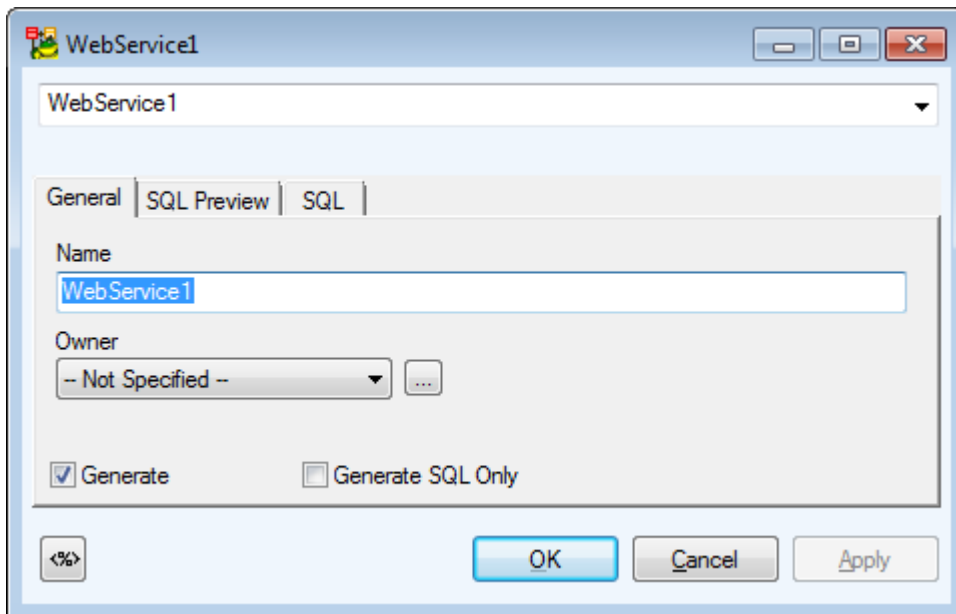 WebService1
WebService1
General SQL Preview SQL
Name
WebService1
Owner
-- Not Specified -- ...
Generate Generate SQL Only
<%> OK Cancel Apply